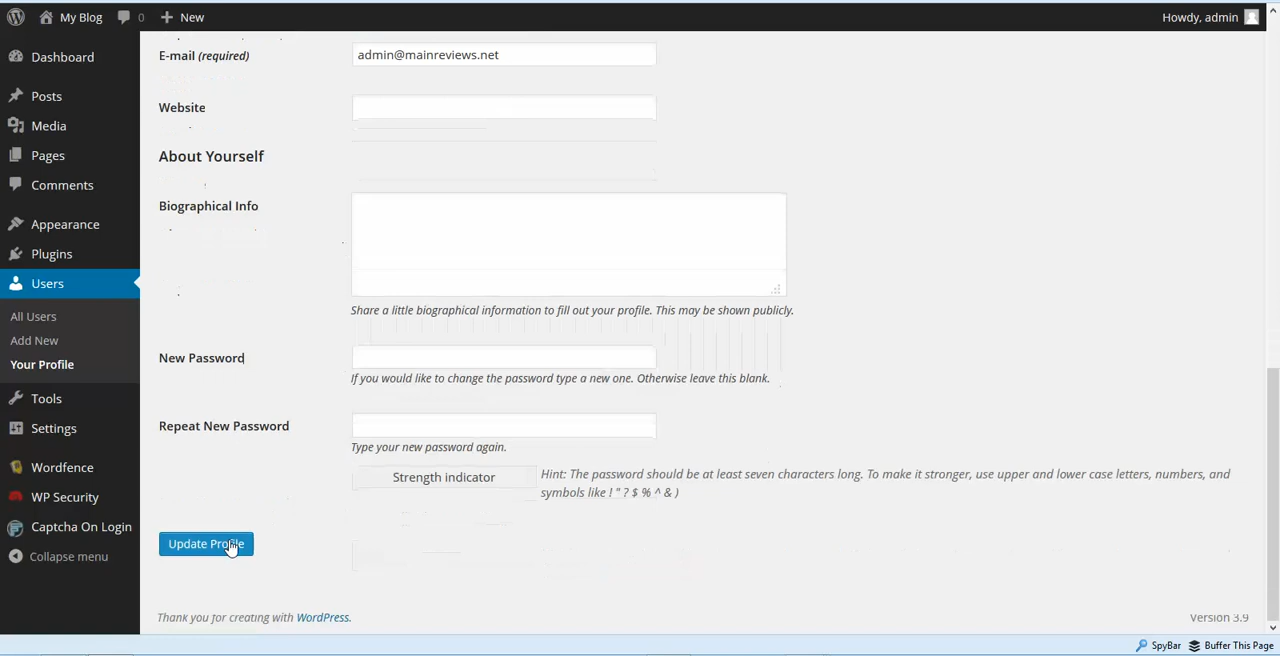 My Blog 0 New Howdy, admin
Dashboard
Posts
Media
Pages
Comments
Appearance
Plugins
Users
All Users
Add New
Your Profile
Tools
Settings
Wordfence
WP Security
Captcha On Login
Collapse menu
E-mail (required) admin@mainreviews.net
Website
About Yourself
Biographical Info
Share a little biographical information to fill out your profile. This may be shown publicly.
New Password
If you would like to change the password type a new one. Otherwise leave this blank.
Repeat New Password
Type your new password again.
Strength indicator
Hint: The password should be at least seven characters long. To make it stronger, use upper and lower case letters, numbers, and
symbols like ! " ? $ % ^ & )
Update Profile
Thank you for creating with WordPress. Version 3.9
SpyBar Buffer This Page